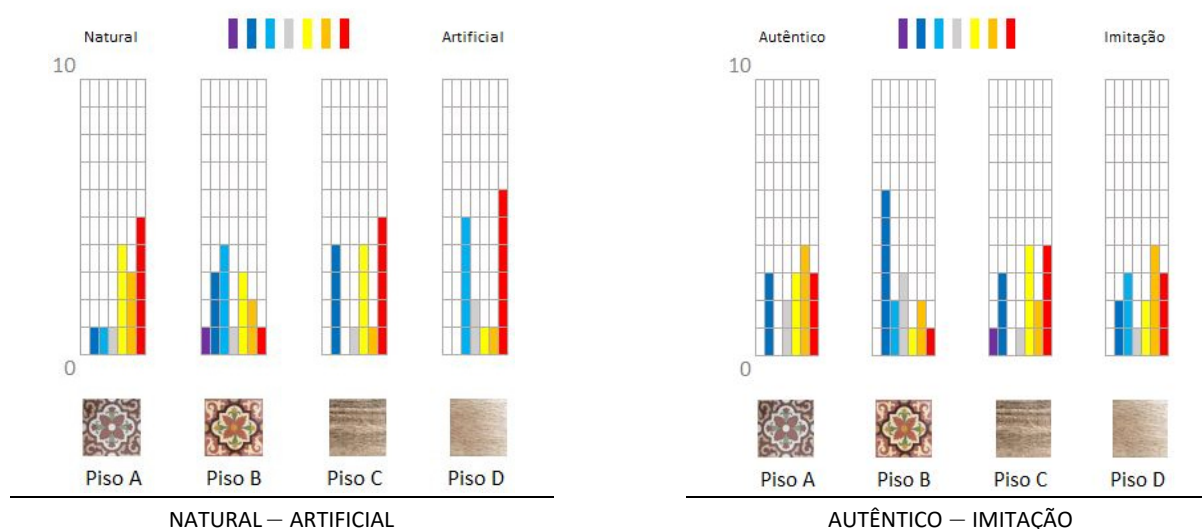 Natural Artificial
10
0
Piso A Piso B Piso C Piso D
NATURAL – ARTIFICIAL
Autêntico Imitação
10
0
Piso A Piso B Piso C Piso D
AUTÊNTICO – IMITAÇÃO